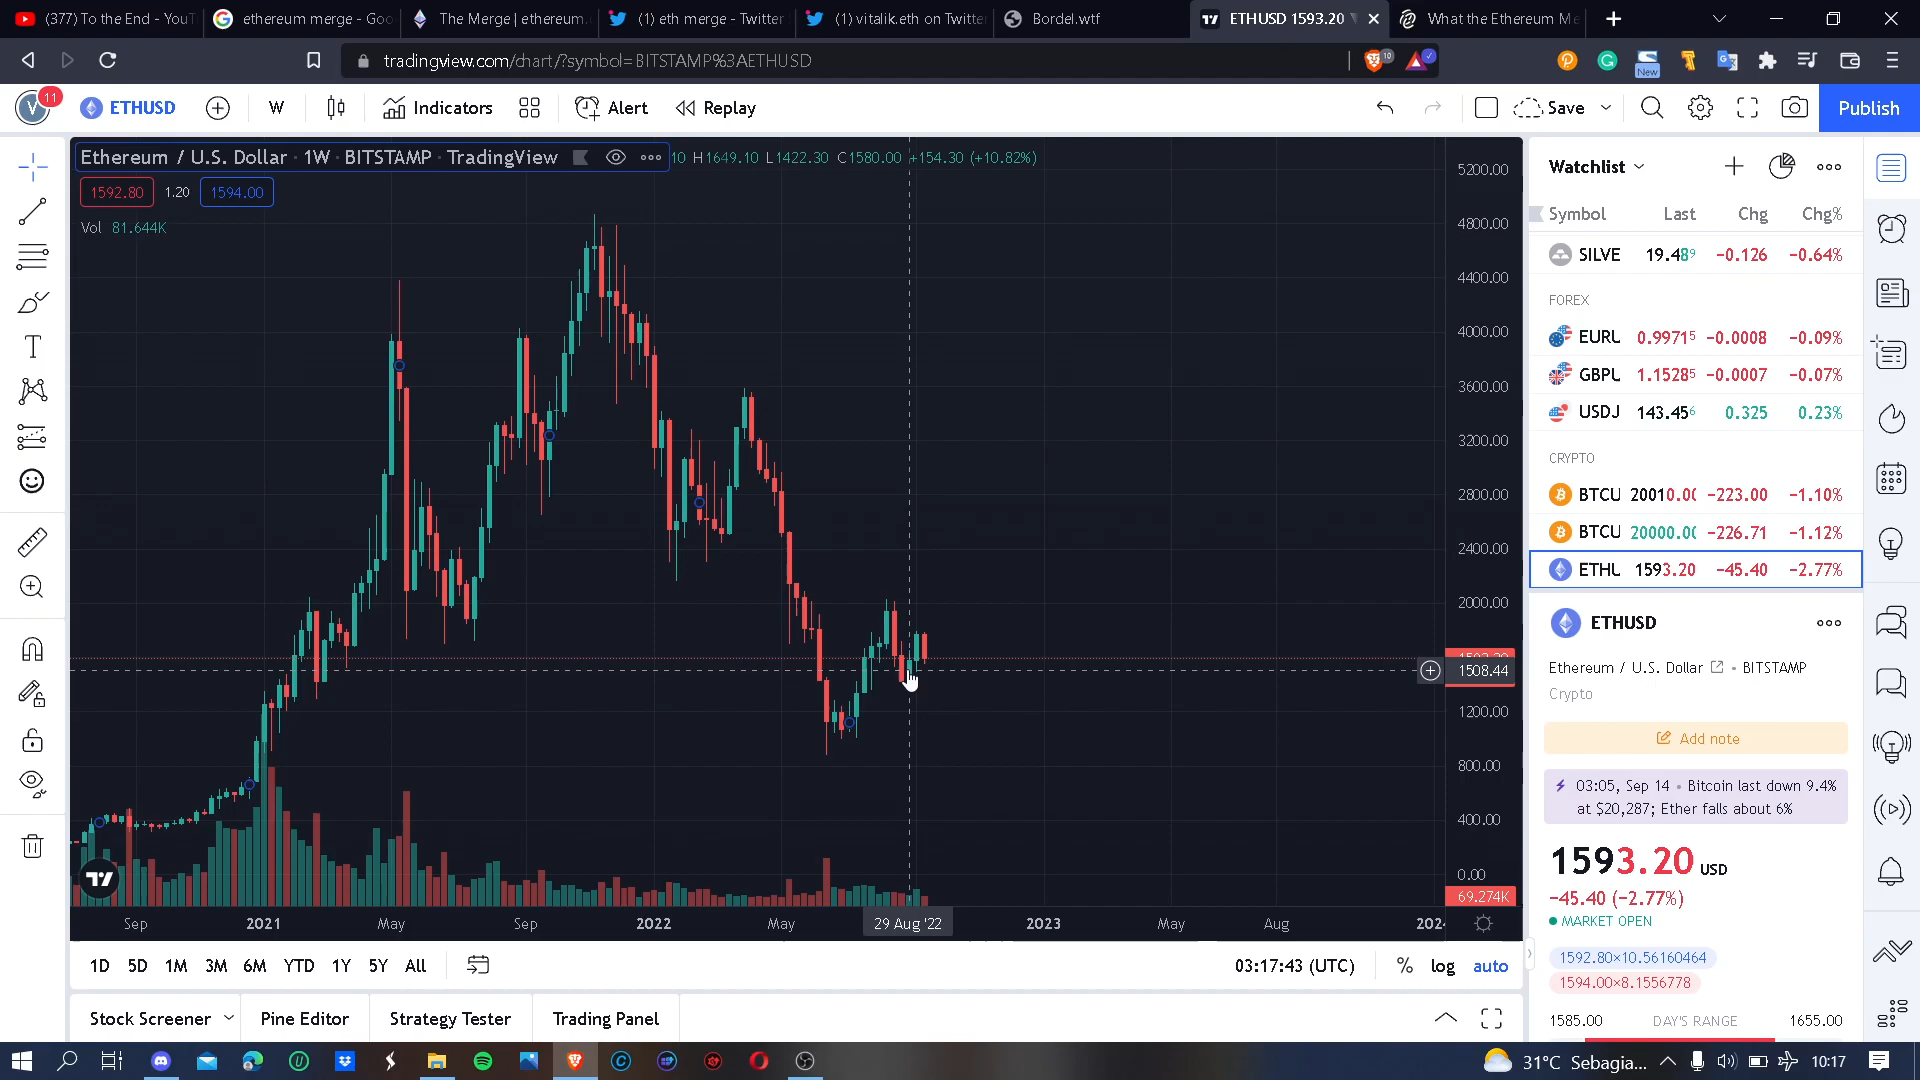 (377) To the End - YouT
ethereum merge - Goo
The Merge | ethereum.
(1) eth merge - Twitter
(1) vitalik.eth on Twitte
Bordel.wtf
ETHUSD 1593.20
What the Ethereum Me
tradingview.com/chart/?symbol=BITSTAMP%3AETHUSD
10
New
V
11
ETHUSD
W
Indicators
Alert
Replay
Save
Publish
Ethereum / U.S. Dollar · 1W · BITSTAMP · TradingView
10 H1649.10 L1422.30 C1580.00 +154.30 (+10.82%)
1592.80
1.20
1594.00
Vol 81.644K
5200.00
4800.00
4400.00
4000.00
3600.00
3200.00
2800.00
2400.00
2000.00
1508.44
1200.00
800.00
400.00
0.00
69.274K
Sep
2021
May
Sep
2022
May
29 Aug '22
2023
May
Aug
1D 5D 1M 3M 6M YTD 1Y 5Y All
03:17:43 (UTC)
%
log
auto
Stock Screener
Pine Editor
Strategy Tester
Trading Panel
Watchlist
Symbol Last Chg Chg%
SILVE 19.489 −0.126 −0.64%
FOREX
EURU 0.99715 −0.0008 −0.09%
GBPU 1.15285 −0.0007 −0.07%
USDJ 143.456 0.325 0.23%
CRYPTO
BTCU 20010.00 −223.00 −1.10%
BTCU 20000.00 −226.71 −1.12%
ETHU 1593.20 −45.40 −2.77%
ETHUSD
Ethereum / U.S. Dollar • BITSTAMP
Crypto
Add note
03:05, Sep 14 • Bitcoin last down 9.4%
at $20,287; Ether falls about 6%
1593.20 USD
−45.40 (−2.77%)
MARKET OPEN
1592.80×10.56160464
1594.00×8.1556778
1585.00 DAY'S RANGE 1655.00
31°C Sebagia...
10:17